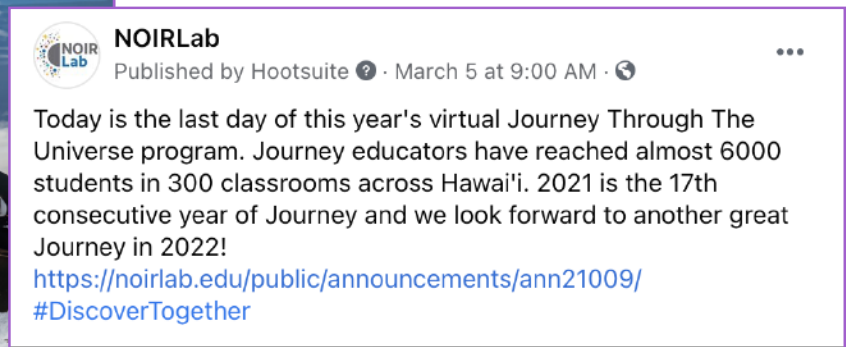 NOIR
Lab
NOIRLab
Published by Hootsuite ? · March 5 at 9:00 AM ·
Today is the last day of this year's virtual Journey Through The
Universe program. Journey educators have reached almost 6000
students in 300 classrooms across Hawai'i. 2021 is the 17th
consecutive year of Journey and we look forward to another great
Journey in 2022!
https://noirlab.edu/public/announcements/ann21009/
#DiscoverTogether